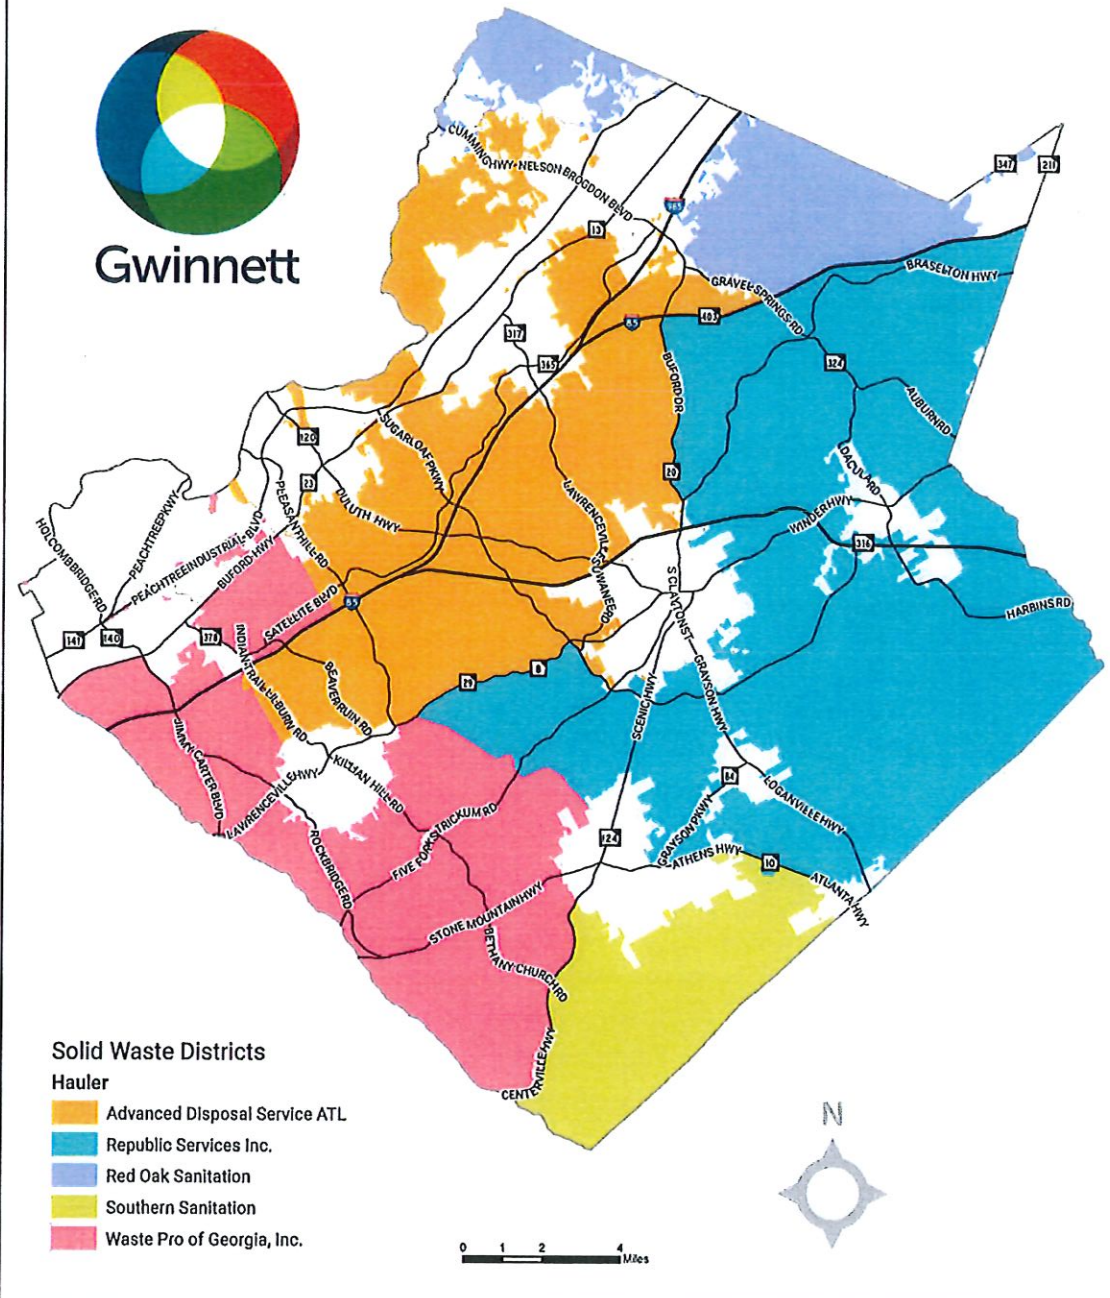 Gwinnett
CUMMING HWY
NELSON BROGDON BLVD
347
211
985
13
BRASELTON HWY
GRAVEL SPRINGS RD
403
85
317
365
324
BUFORD DR
AUBURN RD
120
SUGARLOAF PKWY
DACULA RD
20
23
PLEASANT HILL RD
DULUTH HWY
LAWRENCEVILLE SUWANEE RD
WINDER HWY
HOLCOMB BRIDGE RD
PEACHTREE PKWY
PEACHTREE INDUSTRIAL BLVD
BUFORD HWY
316
SATELLITE BLVD
85
S CLAYTON ST
HARBINS RD
141
140
378
INDIAN TRAIL LILBURN RD
BEAVER RUIN RD
29
8
GRAYSON HWY
SCENIC HWY
JIMMY CARTER BLVD
LAWRENCEVILLE HWY
KILLIAN HILL RD
84
LOGANVILLE HWY
GRAYSON PKWY
FIVE FORKS TRICKUM RD
ROCKBRIDGE RD
124
ATHENS HWY
10
ATLANTA HWY
STONE MOUNTAIN HWY
BETHANY CHURCH RD
CENTERVILLE HWY
Solid Waste Districts
Hauler
Advanced Disposal Service ATL
Republic Services Inc.
Red Oak Sanitation
Southern Sanitation
Waste Pro of Georgia, Inc.
N
0 1 2 4
Miles